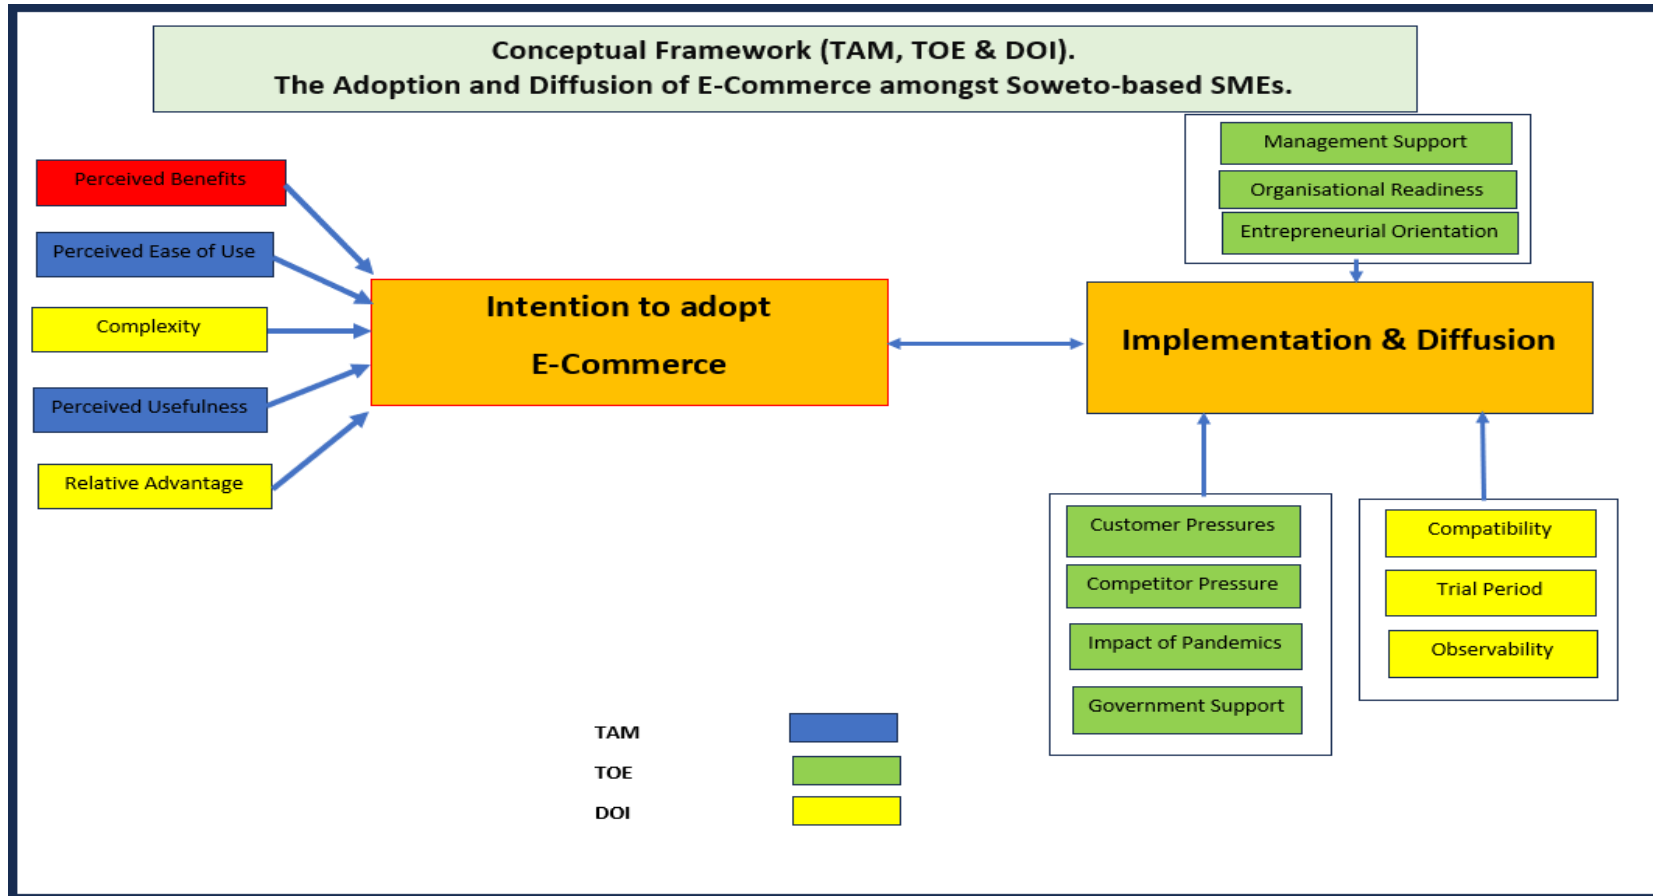 Conceptual Framework (TAM, TOE & DOI).
The Adoption and Diffusion of E-Commerce amongst Soweto-based SMEs.
Perceived Benefits
Perceived Ease of Use
Complexity
Perceived Usefulness
Relative Advantage
Intention to adopt
E-Commerce
Management Support
Organisational Readiness
Entrepreneurial Orientation
Implementation & Diffusion
Customer Pressures
Competitor Pressure
Impact of Pandemics
Government Support
Compatibility
Trial Period
Observability
TAM
TOE
DOI